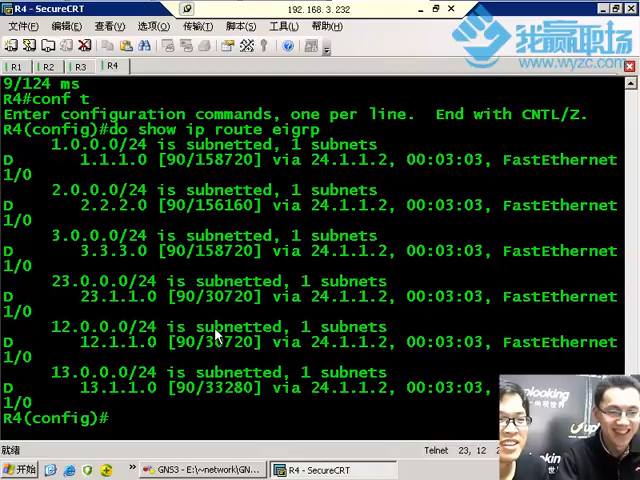 R4 - SecureCRT
192.168.3.232
文件(F) 编辑(E) 查看(V) 选项(O) 传输(T) 脚本(S) 工具(L) 帮助(H)
我赢职场
www.wyzc.com
R1 R2 R3 R4
9/124 ms
R4#conf t
Enter configuration commands, one per line.  End with CNTL/Z.
R4(config)#do show ip route eigrp
1.0.0.0/24 is subnetted, 1 subnets
D 1.1.1.0 [90/158720] via 24.1.1.2, 00:03:03, FastEthernet
1/0
2.0.0.0/24 is subnetted, 1 subnets
D 2.2.2.0 [90/156160] via 24.1.1.2, 00:03:03, FastEthernet
1/0
3.0.0.0/24 is subnetted, 1 subnets
D 3.3.3.0 [90/158720] via 24.1.1.2, 00:03:03, FastEthernet
1/0
23.0.0.0/24 is subnetted, 1 subnets
D 23.1.1.0 [90/30720] via 24.1.1.2, 00:03:03, FastEthernet
1/0
12.0.0.0/24 is subnetted, 1 subnets
D 12.1.1.0 [90/30720] via 24.1.1.2, 00:03:03, FastEthernet
1/0
13.0.0.0/24 is subnetted, 1 subnets
D 13.1.1.0 [90/33280] via 24.1.1.2, 00:03:03,
1/0
R4(config)#
uplooking
就绪 Telnet 23, 12
开始 GNS3 - E:\~network\GNS... R4 - SecureCRT